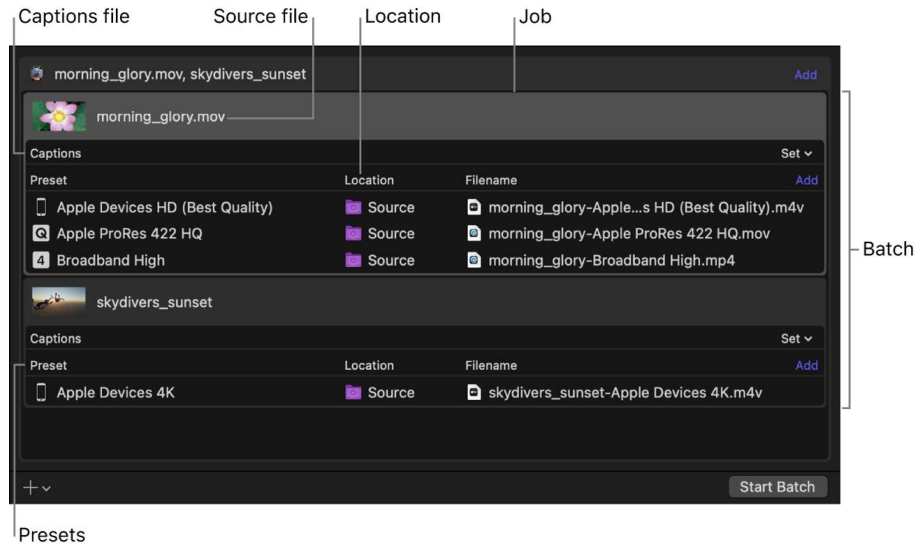 Captions file Source file Location Job
morning_glory.mov, skydivers_sunset Add
morning_glory.mov
Captions Set
Preset Location Filename Add
Apple Devices HD (Best Quality) Source morning_glory-Apple...s HD (Best Quality).m4v
Q Apple ProRes 422 HQ Source morning_glory-Apple ProRes 422 HQ.mov
4 Broadband High Source morning_glory-Broadband High.mp4
Batch
skydivers_sunset
Captions Set
Preset Location Filename Add
Apple Devices 4K Source skydivers_sunset-Apple Devices 4K.m4v
Start Batch
Presets